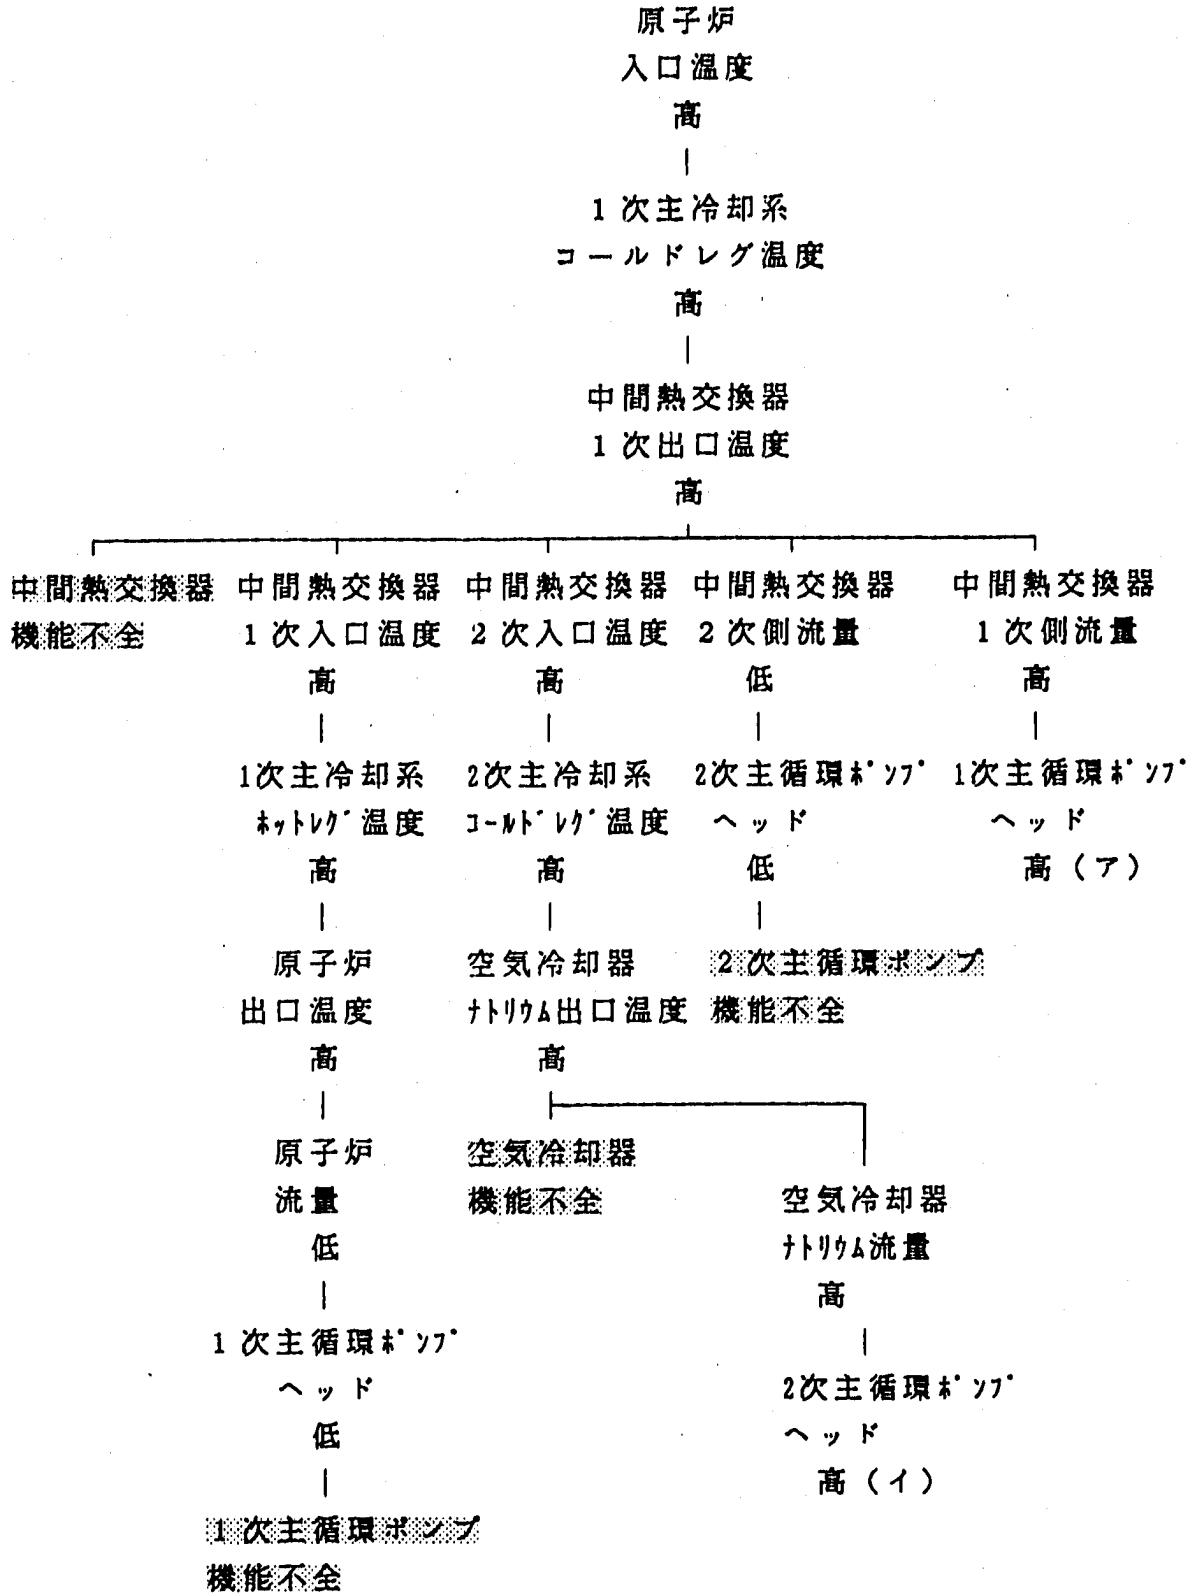 原子炉
入口温度
高
1次主冷却系
コールドレグ温度
高
中間熱交換器
1次出口温度
高
中間熱交換器
機能不全
中間熱交換器
1次入口温度
高
1次主冷却系
ﾎｯﾄﾚｸﾞ温度
高
原子炉
出口温度
高
原子炉
流量
低
1次主循環ﾎﾟﾝﾌﾟ
ヘッド
低
1次主循環ポンプ
機能不全
中間熱交換器
2次入口温度
高
2次主冷却系
ｺｰﾙﾄﾞﾚｸﾞ温度
高
空気冷却器
ﾅﾄﾘｳﾑ出口温度
高
空気冷却器
機能不全
空気冷却器
ﾅﾄﾘｳﾑ流量
高
2次主循環ﾎﾟﾝﾌﾟ
ヘッド
高(イ)
中間熱交換器
2次側流量
低
2次主循環ﾎﾟﾝﾌﾟ
ヘッド
低
2次主循環ポンプ
機能不全
中間熱交換器
1次側流量
高
1次主循環ﾎﾟﾝﾌﾟ
ヘッド
高(ア)